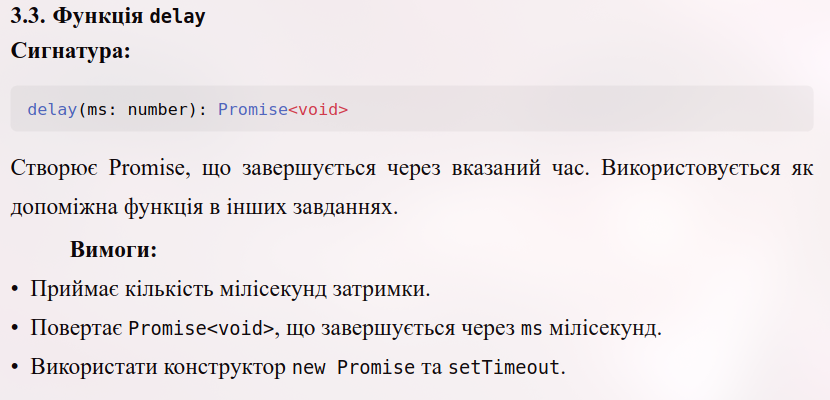 3.3. Функція delay
Сигнатура:
delay(ms: number): Promise<void>
Створює Promise, що завершується через вказаний час. Використовується як
допоміжна функція в інших завданнях.
Вимоги:
• Приймає кількість мілісекунд затримки.
• Повертає Promise<void>, що завершується через ms мілісекунд.
• Використати конструктор new Promise та setTimeout.